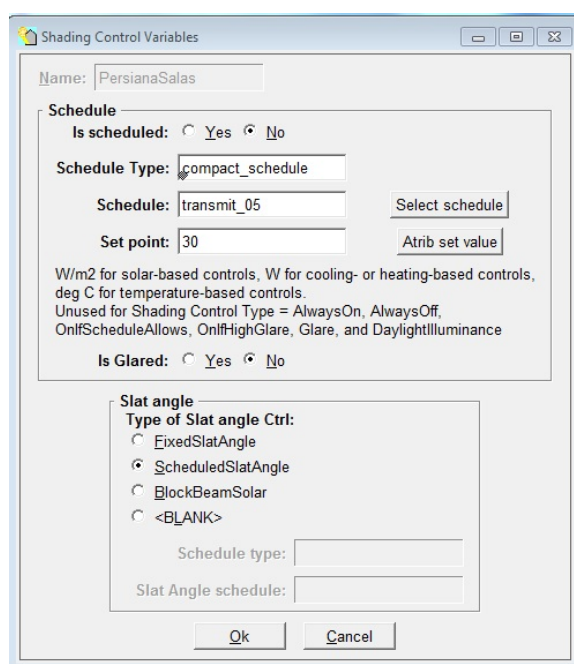 Shading Control Variables
Name: PersianaSalas
Schedule
Is scheduled: Yes No
Schedule Type: compact_schedule
Schedule: transmit_05 Select schedule
Set point: 30 Atrib set value
W/m2 for solar-based controls, W for cooling- or heating-based controls,
deg C for temperature-based controls.
Unused for Shading Control Type = AlwaysOn, AlwaysOff,
OnIfScheduleAllows, OnIfHighGlare, Glare, and DaylightIlluminance
Is Glared: Yes No
Slat angle
Type of Slat angle Ctrl:
FixedSlatAngle
ScheduledSlatAngle
BlockBeamSolar
<BLANK>
Schedule type:
Slat Angle schedule:
Ok Cancel